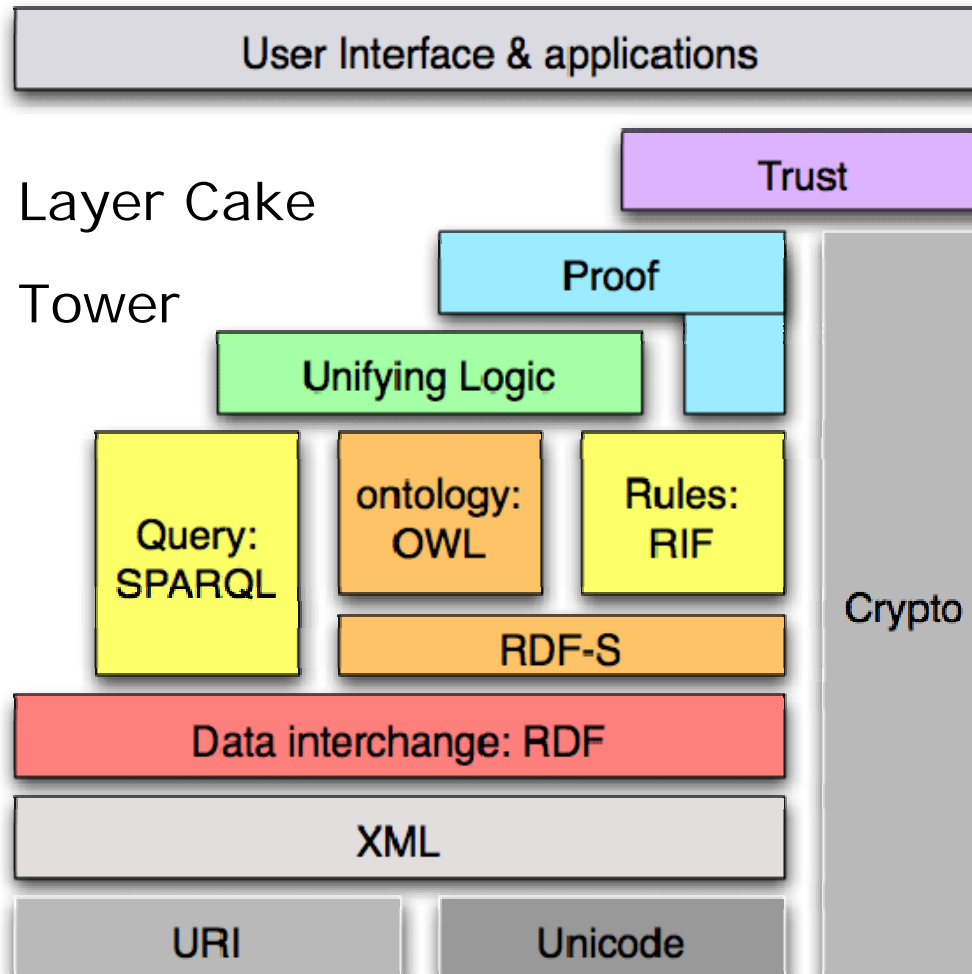 User Interface & applications
Trust
Layer Cake
Tower
Proof
Unifying Logic
Query:
SPARQL
ontology:
OWL
Rules:
RIF
Crypto
RDF-S
Data interchange: RDF
XML
URI
Unicode